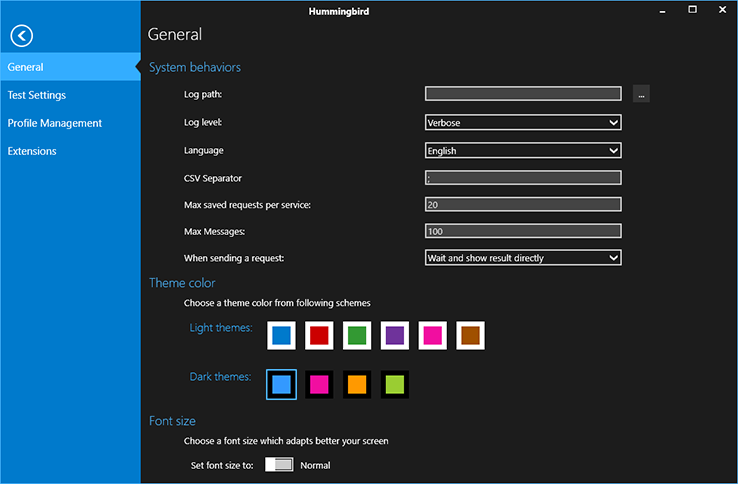 Hummingbird
General
General
Test Settings
Profile Management
Extensions
System behaviors
Log path:
...
Log level: Verbose
Language English
CSV Separator ;
Max saved requests per service: 20
Max Messages: 100
When sending a request: Wait and show result directly
Theme color
Choose a theme color from following schemes
Light themes:
Dark themes:
Font size
Choose a font size which adapts better your screen
Set font size to: Normal